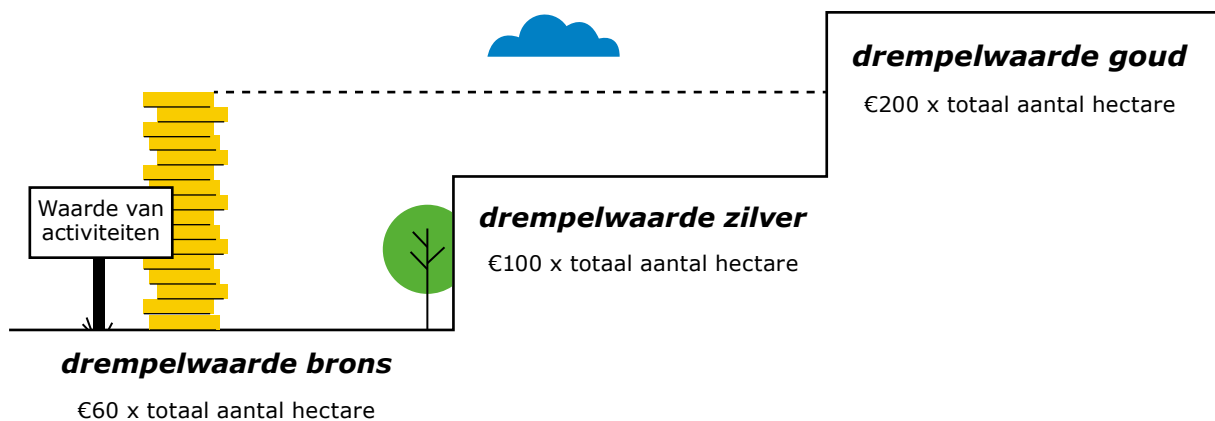 drempelwaarde goud
€200 x totaal aantal hectare
Waarde van
activiteiten
drempelwaarde zilver
€100 x totaal aantal hectare
drempelwaarde brons
€60 x totaal aantal hectare